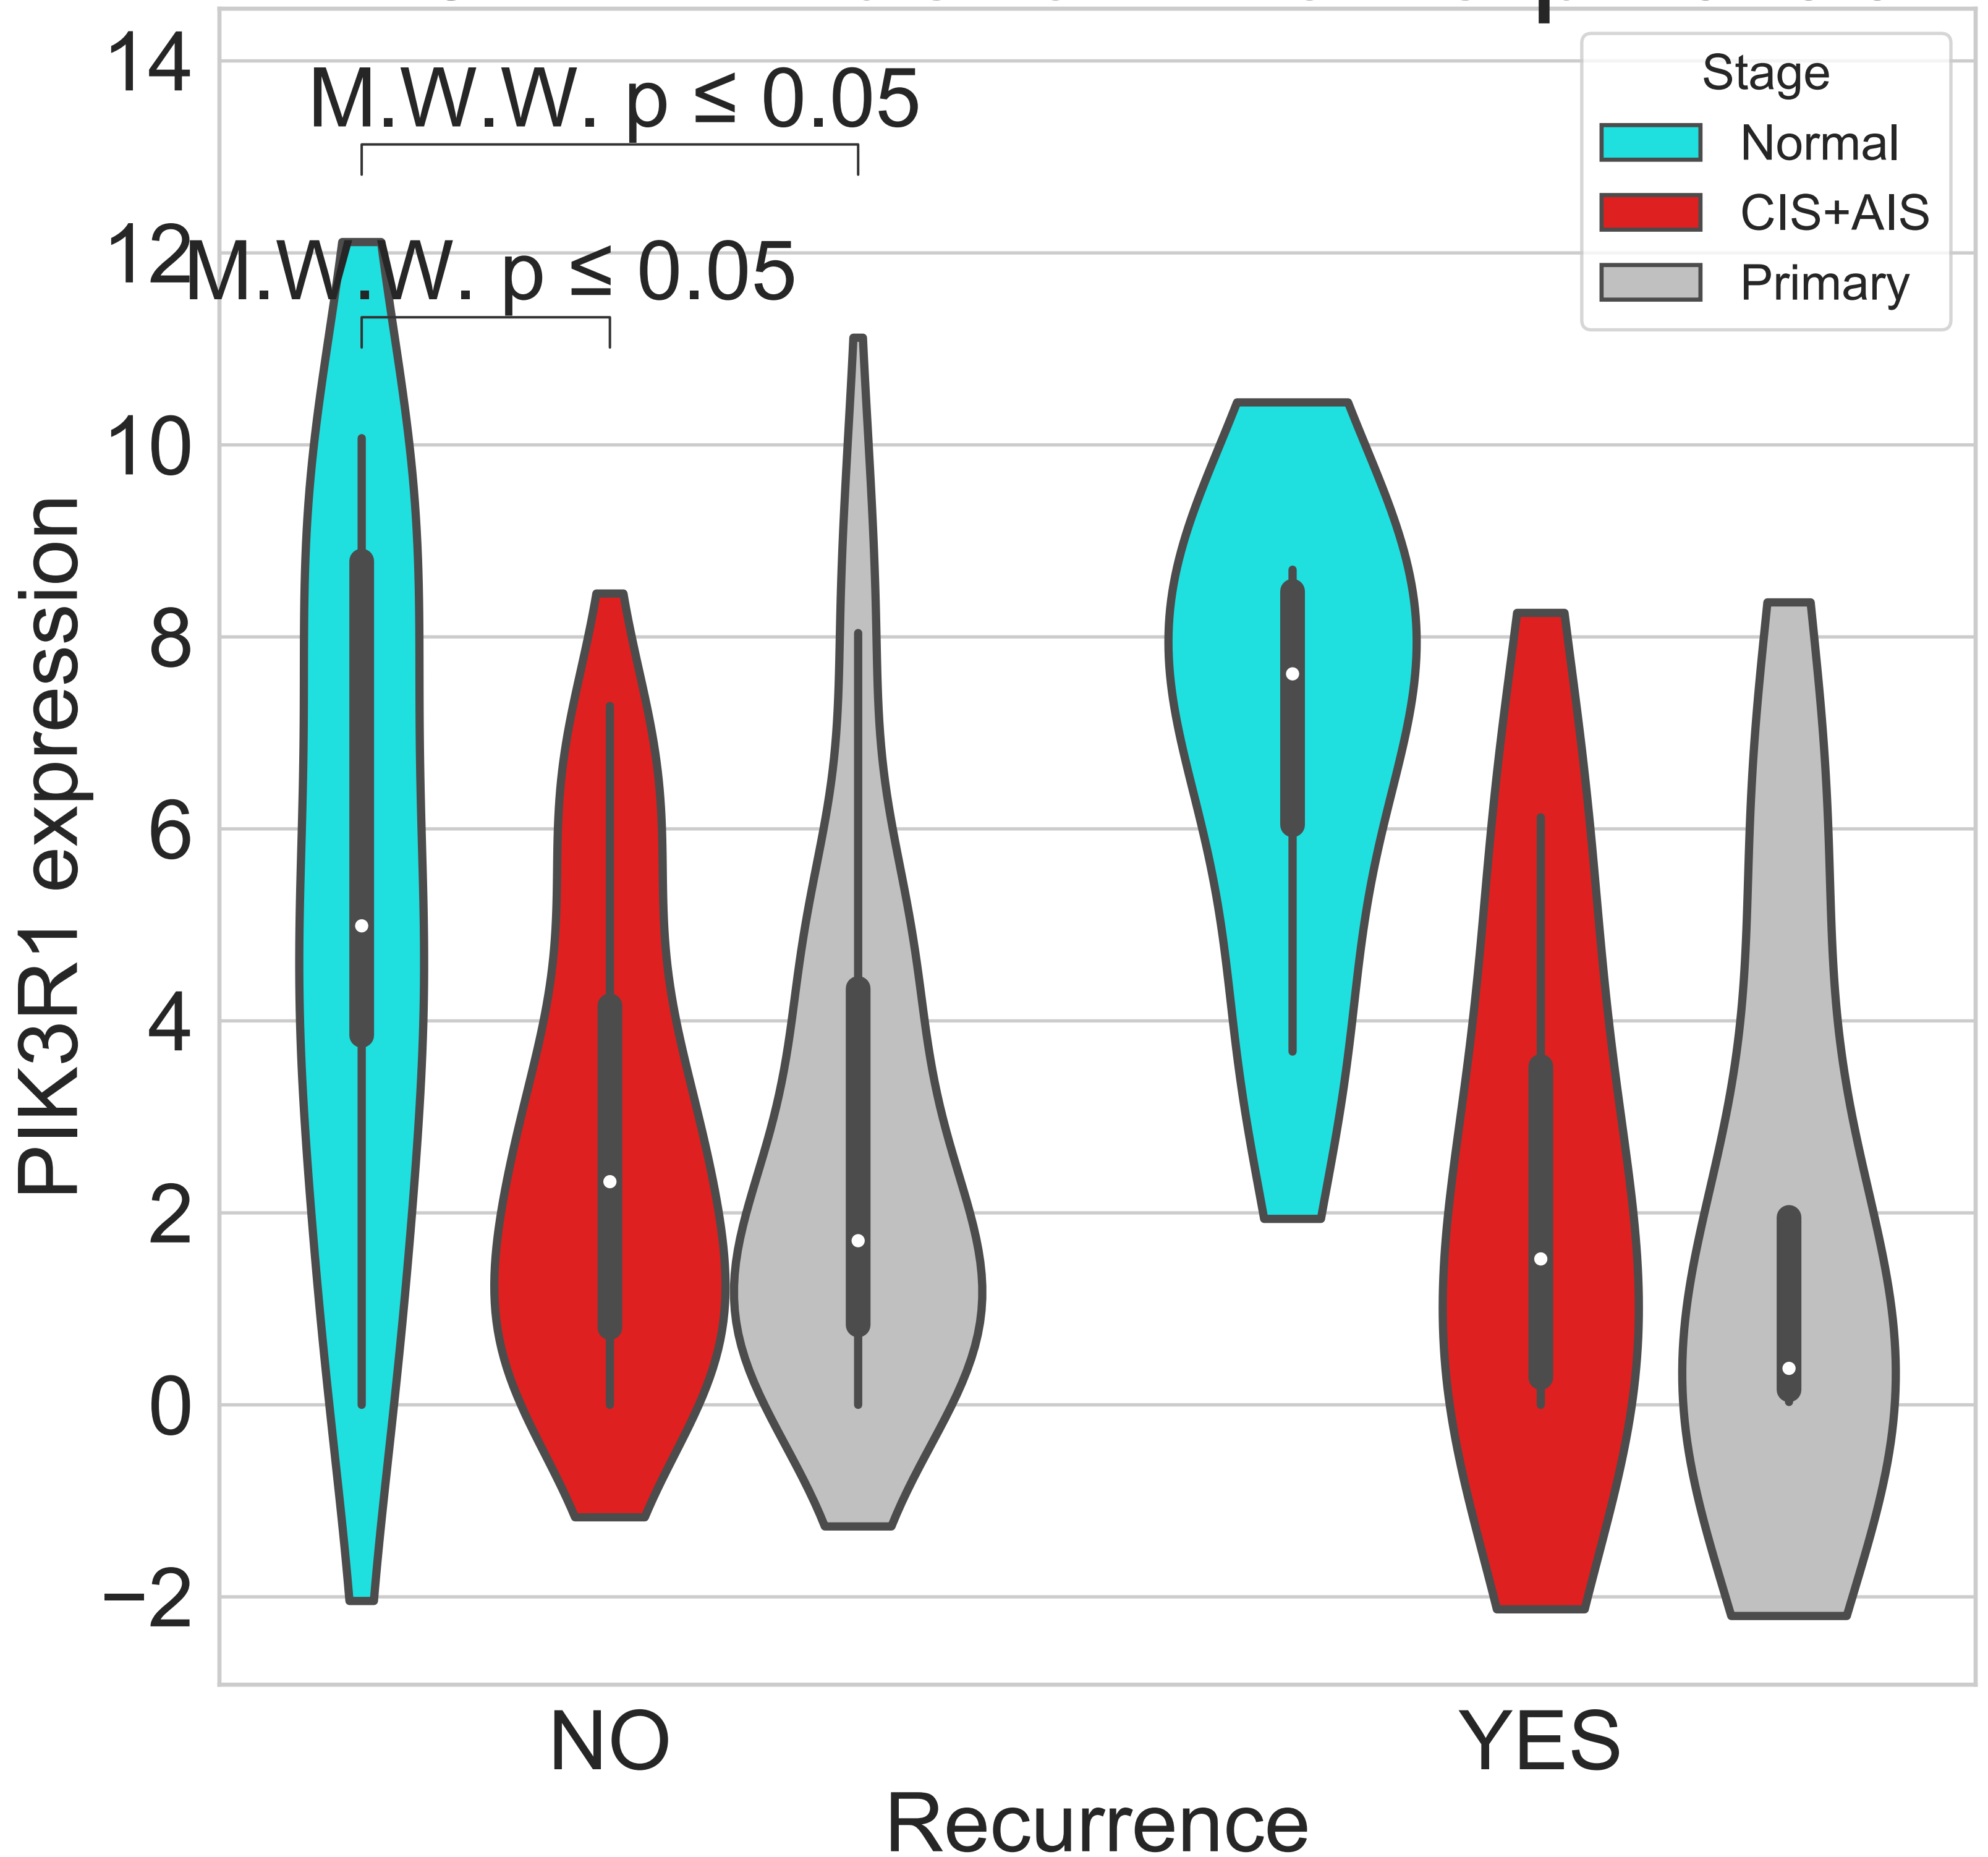 14
12
10
8
6
4
2
0
−2
PIK3R1 expression
M.W.W. p ≤ 0.05
M.W.W. p ≤ 0.05
Stage
Normal
CIS+AIS
Primary
NO
YES
Recurrence